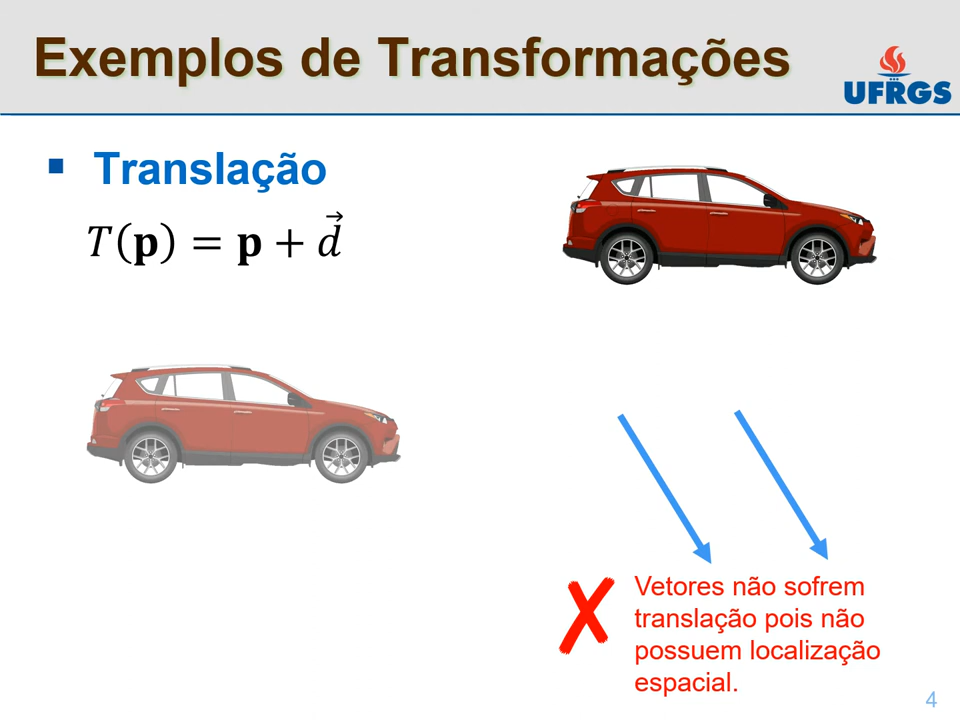 Exemplos de Transformações
UFRGS
▪ Translação
T(𝐩) = 𝐩 + d⃗
Vetores não sofrem
translação pois não
possuem localização
espacial.
4